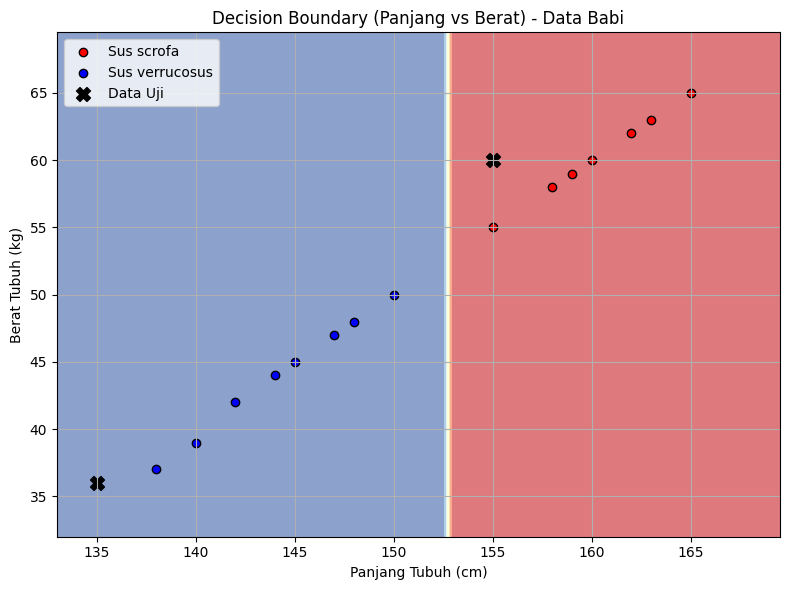 Decision Boundary (Panjang vs Berat) - Data Babi
Sus scrofa
Sus verrucosus
Data Uji
Berat Tubuh (kg)
65
60
55
50
45
40
35
135 140 145 150 155 160 165
Panjang Tubuh (cm)